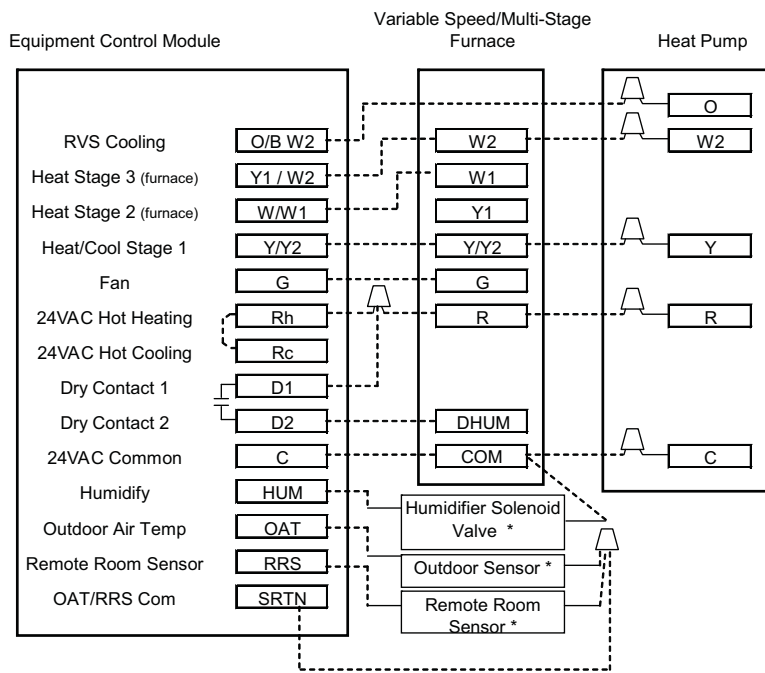 Variable Speed/Multi-Stage
Equipment Control Module Furnace Heat Pump
O
RVS Cooling O/B W2 W2 W2
Heat Stage 3 (furnace) Y1 / W2 W1
Heat Stage 2 (furnace) W/W1 Y1
Heat/Cool Stage 1 Y/Y2 Y/Y2 Y
Fan G G
24VAC Hot Heating Rh R R
24VAC Hot Cooling Rc
Dry Contact 1 D1
Dry Contact 2 D2 DHUM
24VAC Common C COM C
Humidify HUM
Humidifier Solenoid
Valve *
Outdoor Air Temp OAT
Outdoor Sensor *
Remote Room Sensor RRS
Remote Room
Sensor *
OAT/RRS Com SRTN